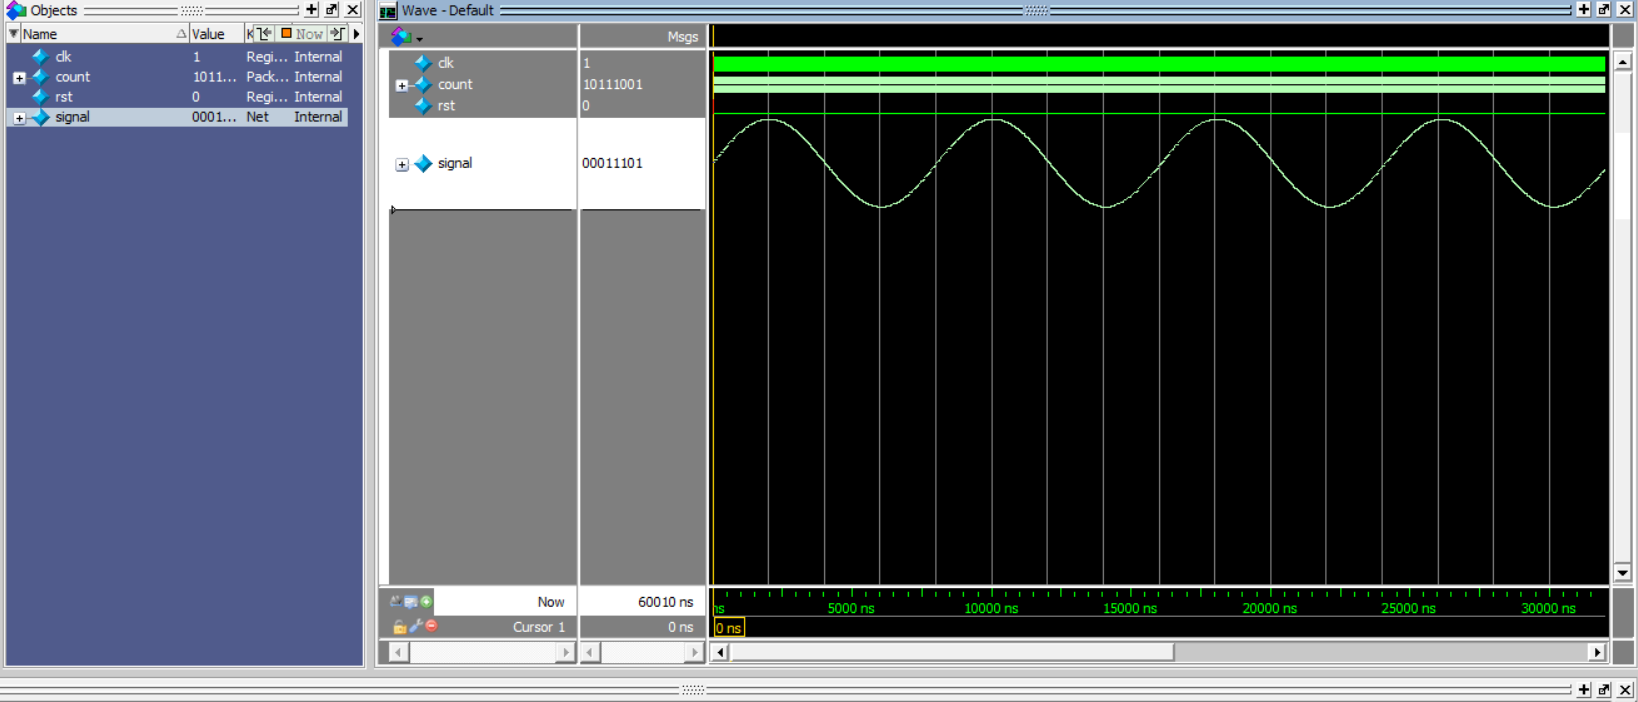 Objects
Wave - Default
Name Value K Now
Msgs
clk 1 Regi... Internal
count 1011... Pack... Internal
rst 0 Regi... Internal
signal 0001... Net Internal
clk 1
count 10111001
rst 0
signal 00011101
Now 60010 ns
ns 5000 ns 10000 ns 15000 ns 20000 ns 25000 ns 30000 ns
Cursor 1 0 ns
0 ns